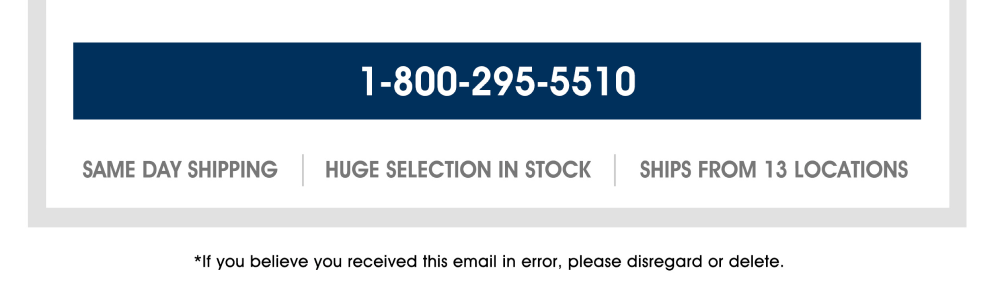 1-800-295-5510
SAME DAY SHIPPING | HUGE SELECTION IN STOCK | SHIPS FROM 13 LOCATIONS
*If you believe you received this email in error, please disregard or delete.